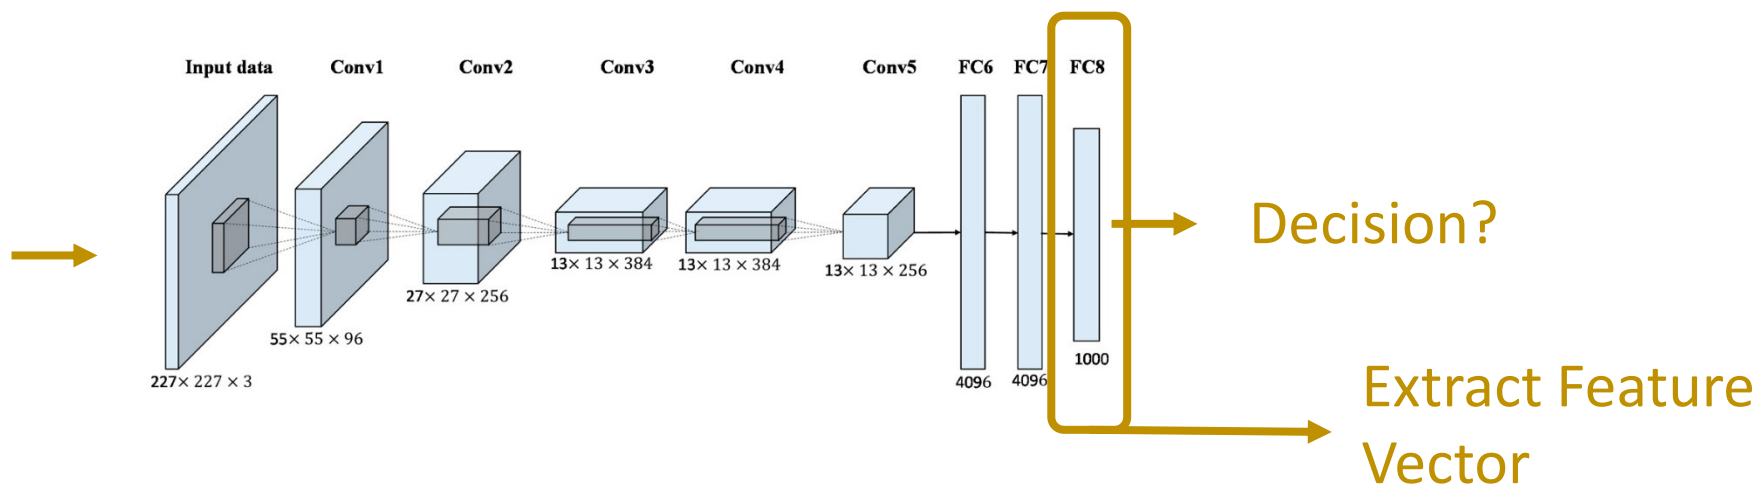 Input data Conv1 Conv2 Conv3 Conv4 Conv5 FC6 FC7 FC8
227× 227 × 3
55× 55 × 96
27× 27 × 256
13× 13 × 384
13× 13 × 384
13× 13 × 256
4096
4096
1000
Decision?
Extract Feature
Vector